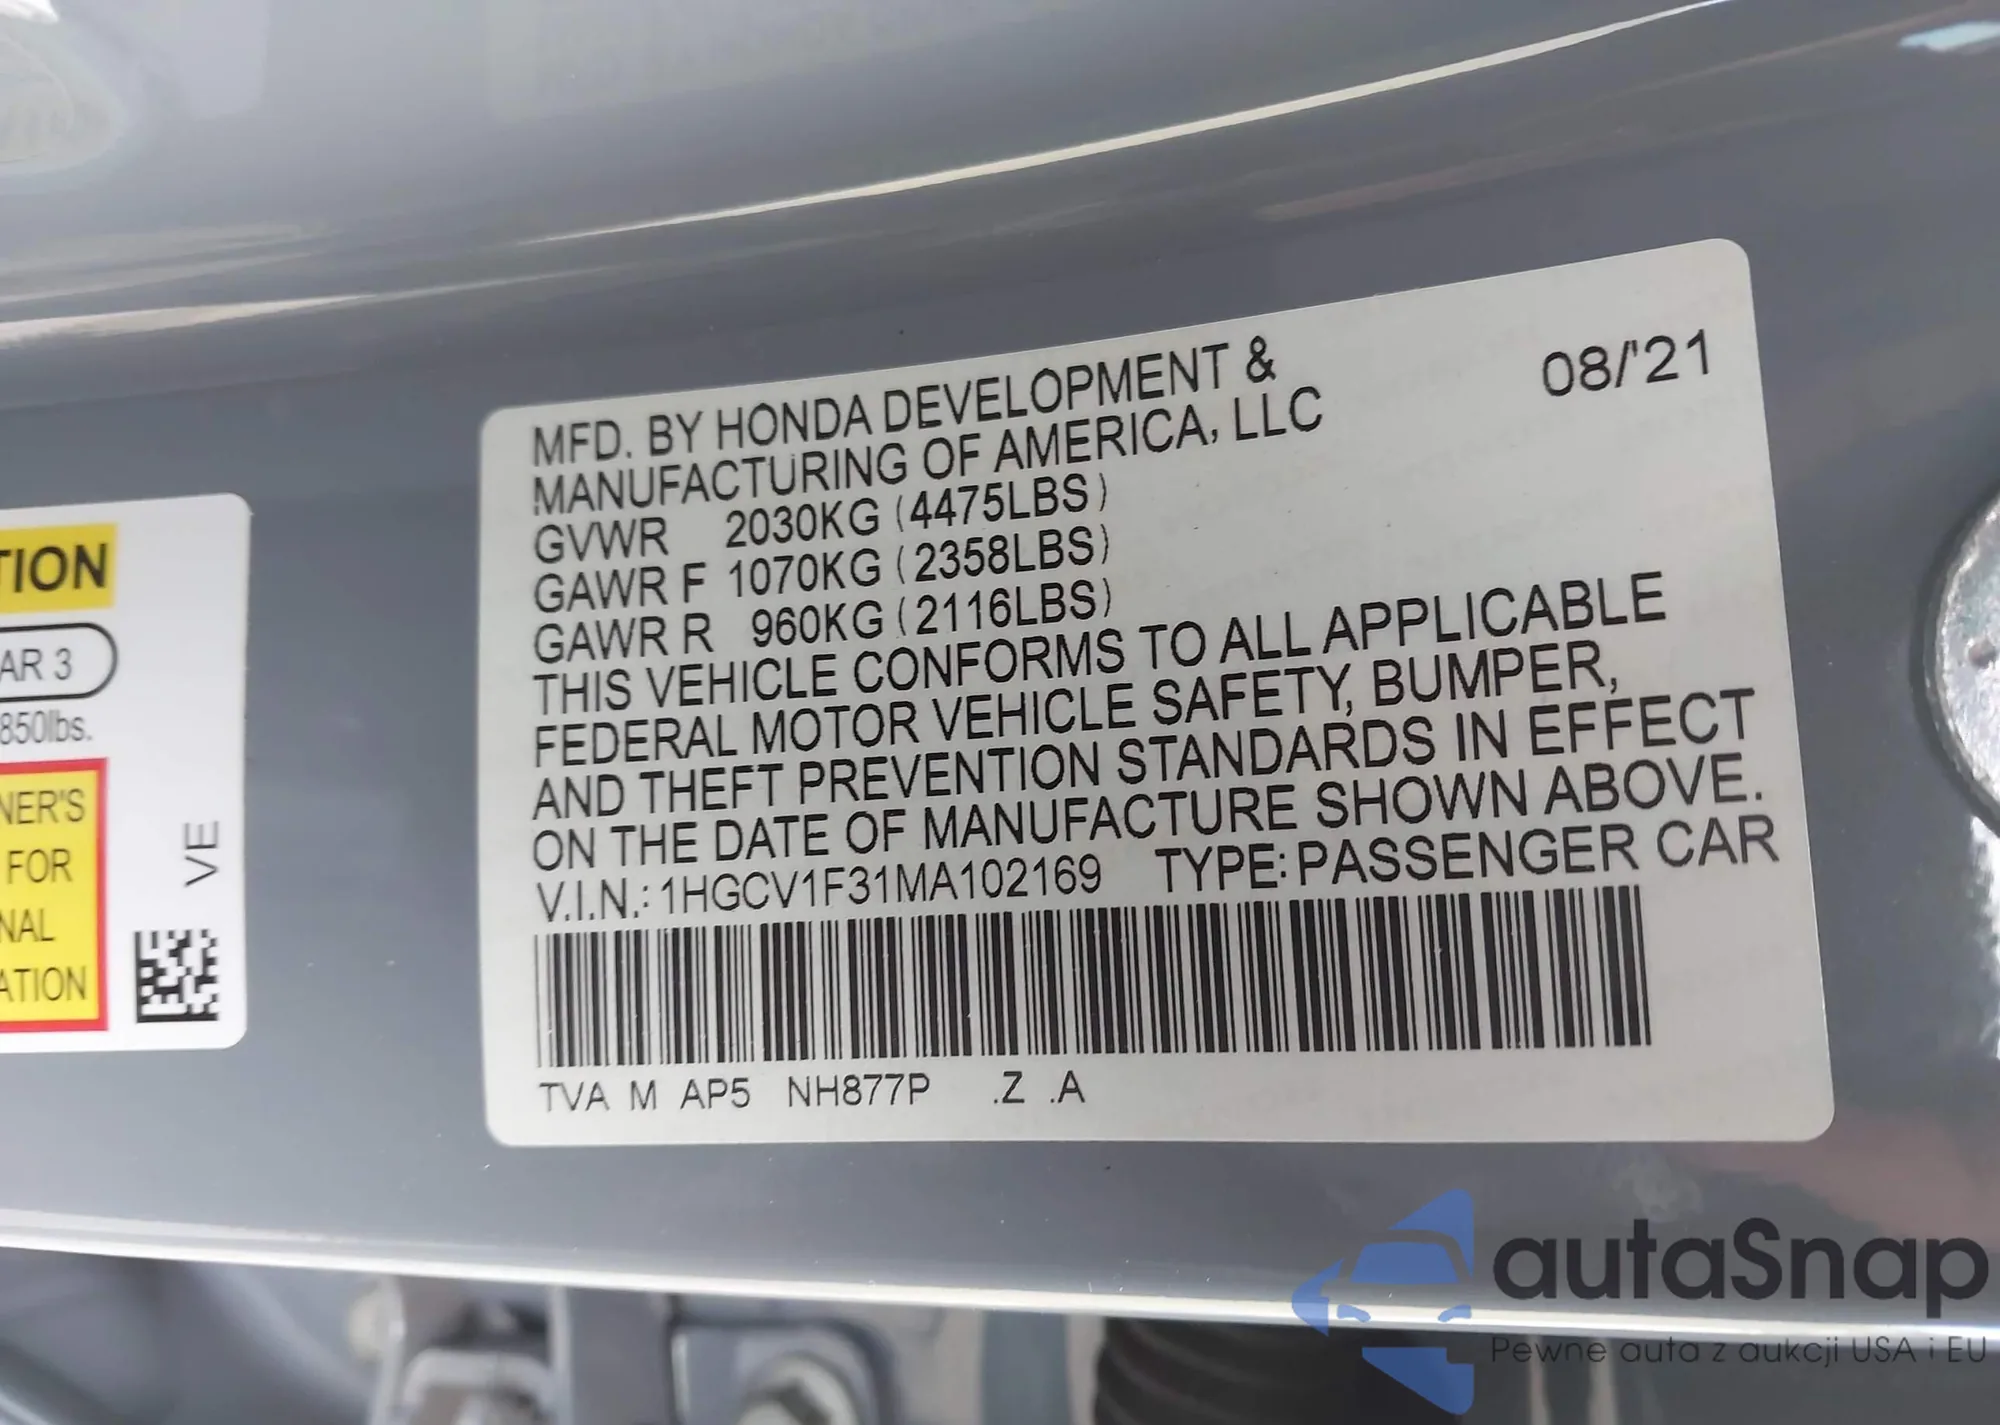 TION
AR 3
850lbs.
NER'S
FOR
NAL
ATION
VE
08/'21
MFD. BY HONDA DEVELOPMENT &
MANUFACTURING OF AMERICA, LLC
GVWR 2030KG (4475LBS)
GAWR F 1070KG (2358LBS)
GAWR R 960KG (2116LBS)
THIS VEHICLE CONFORMS TO ALL APPLICABLE
FEDERAL MOTOR VEHICLE SAFETY, BUMPER,
AND THEFT PREVENTION STANDARDS IN EFFECT
ON THE DATE OF MANUFACTURE SHOWN ABOVE.
V.I.N.: 1HGCV1F31MA102169 TYPE: PASSENGER CAR
TVA M AP5 NH877P .Z .A
autaSnap
Pewne auta z aukcji USA i EU